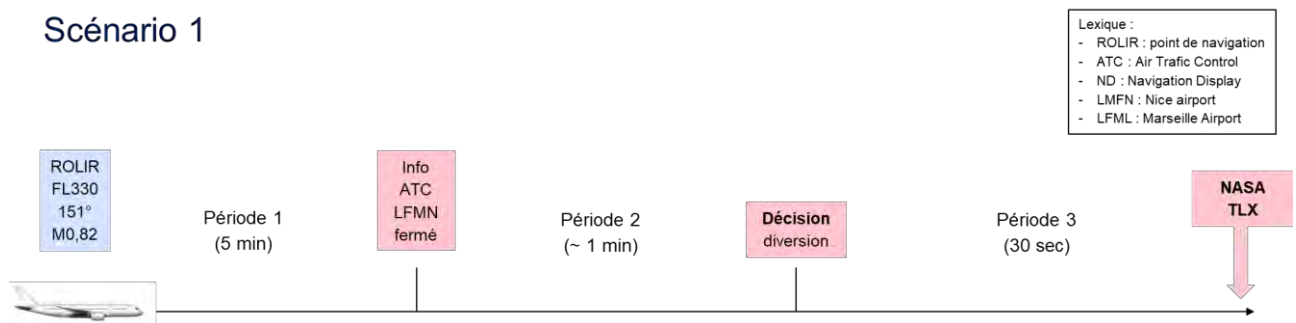 Scénario 1
Lexique :
- ROLIR : point de navigation
- ATC : Air Trafic Control
- ND : Navigation Display
- LMFN : Nice airport
- LFML : Marseille Airport
ROLIR
FL330
151°
M0,82
Période 1
(5 min)
Info
ATC
LFMN
fermé
Période 2
(~ 1 min)
Décision
diversion
Période 3
(30 sec)
NASA
TLX